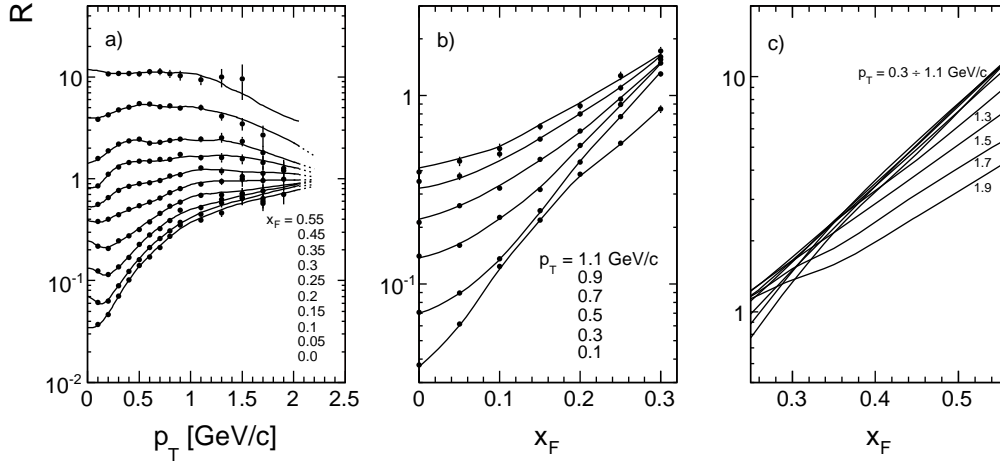 R
a)
10
1
10^-1
10^-2
x_F = 0.55
0.45
0.35
0.3
0.25
0.2
0.15
0.1
0.05
0.0
0 0.5 1 1.5 2 2.5
p_T [GeV/c]
b)
1
10^-1
p_T = 1.1 GeV/c
0.9
0.7
0.5
0.3
0.1
0 0.1 0.2 0.3
x_F
c)
10
1
p_T = 0.3 ÷ 1.1 GeV/c
1.3
1.5
1.7
1.9
0.3 0.4 0.5
x_F